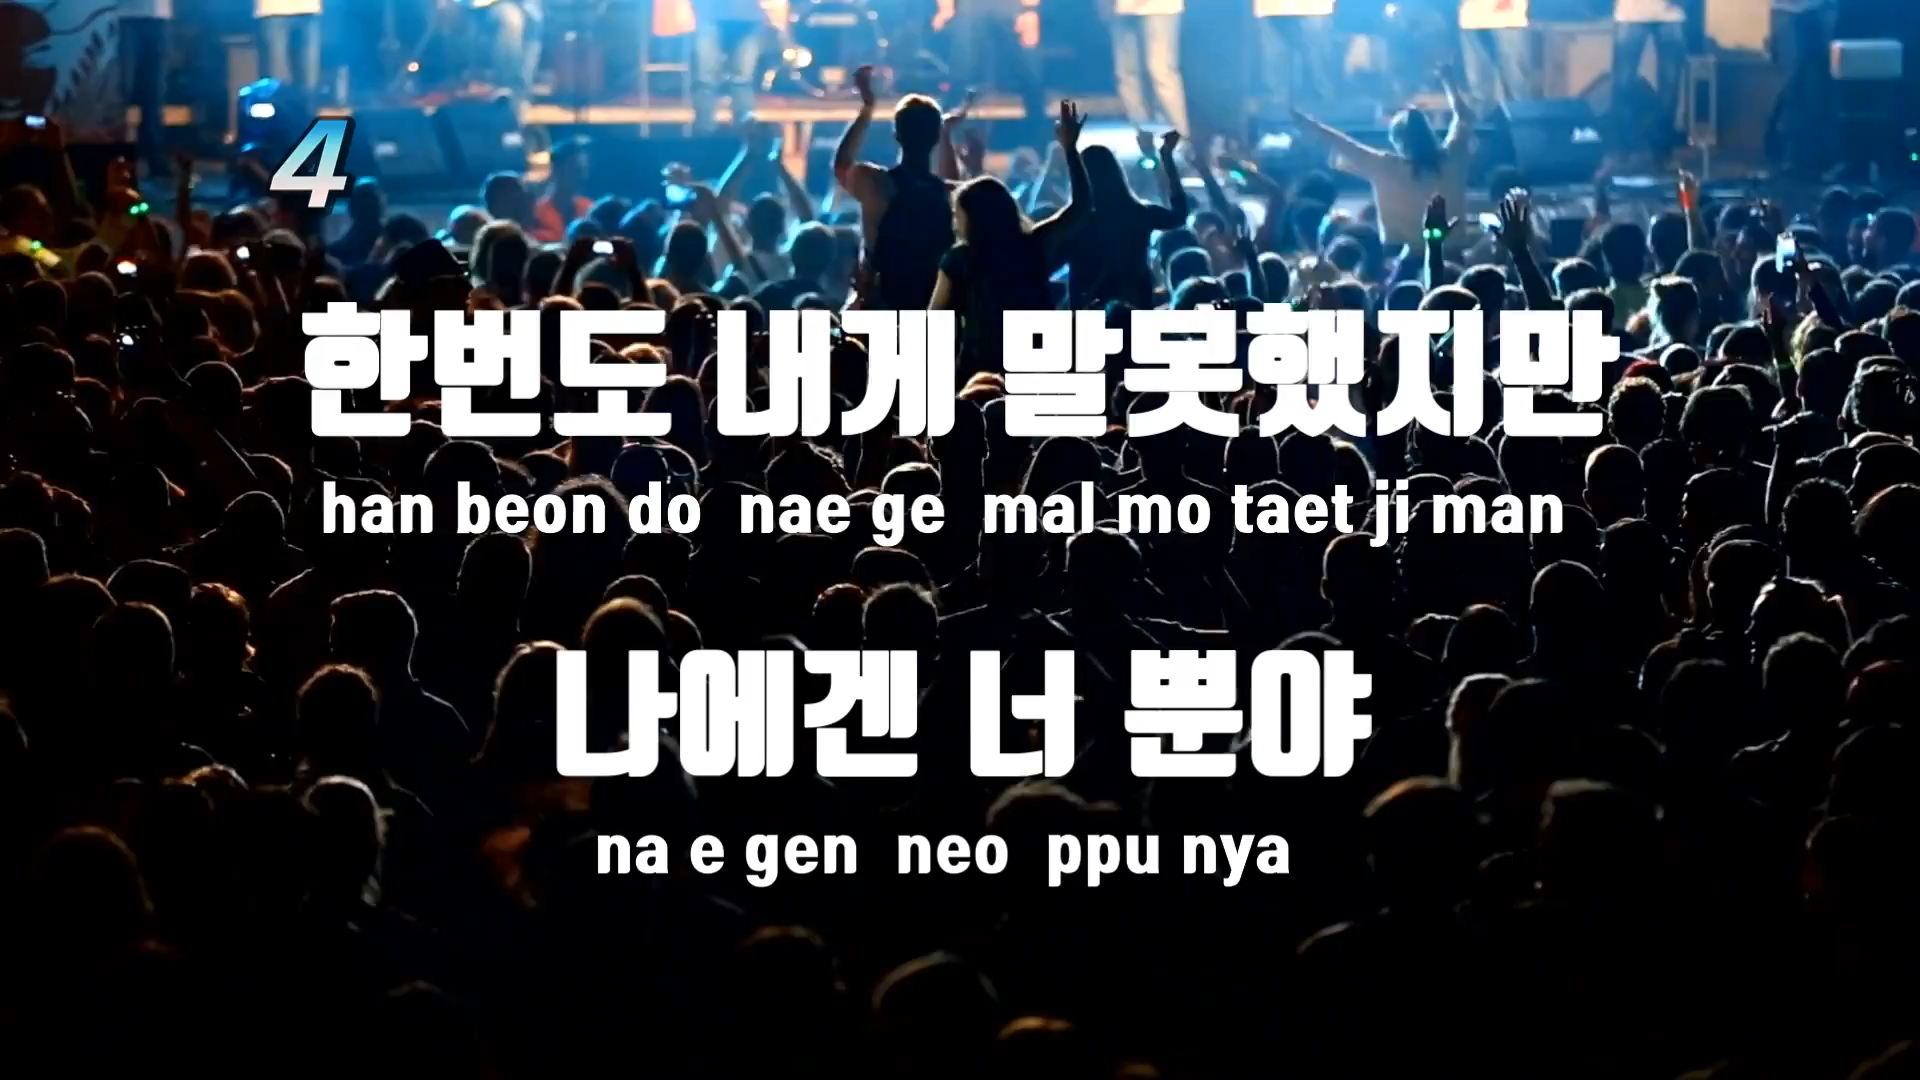 4
한번도 내게 말못했지만
han beon do nae ge mal mo taet ji man
나에겐 너 뿐야
na e gen neo ppu nya